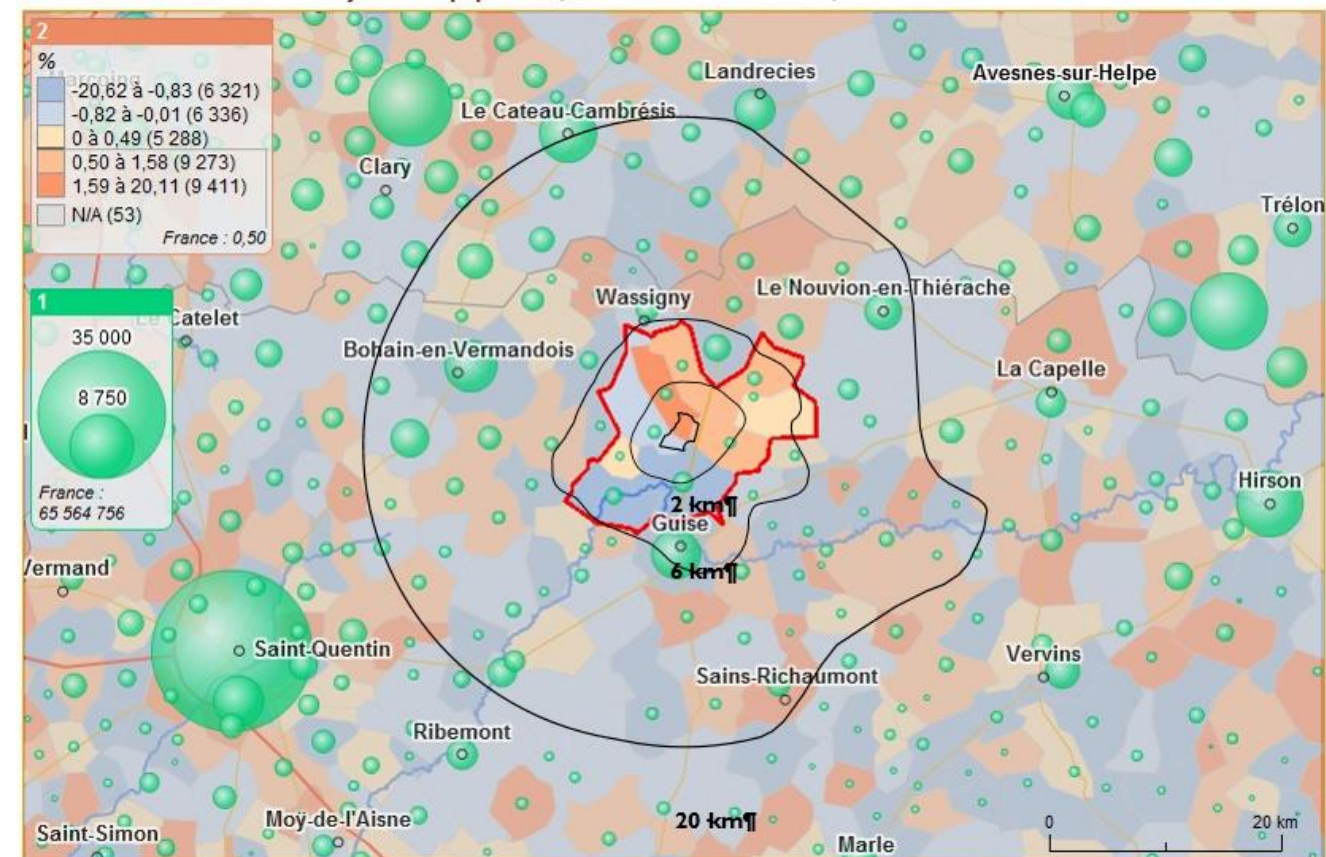 2
%
-20,62 à -0,83 (6 321)
-0,82 à -0,01 (6 336)
0 à 0,49 (5 288)
0,50 à 1,58 (9 273)
1,59 à 20,11 (9 411)
N/A (53)
France : 0,50
Marcoing
Landrecies
Avesnes-sur-Helpe
Le Cateau-Cambrésis
Clary
Trélon
1
35 000
8 750
France :
65 564 756
Le Catelet
Wassigny
Le Nouvion-en-Thiérache
Bohain-en-Vermandois
La Capelle
Hirson
2 km¶
Guise
6 km¶
Vermand
Saint-Quentin
Vervins
Sains-Richaumont
Ribemont
Moÿ-de-l'Aisne
20 km¶
0 20 km
Saint-Simon
Marle